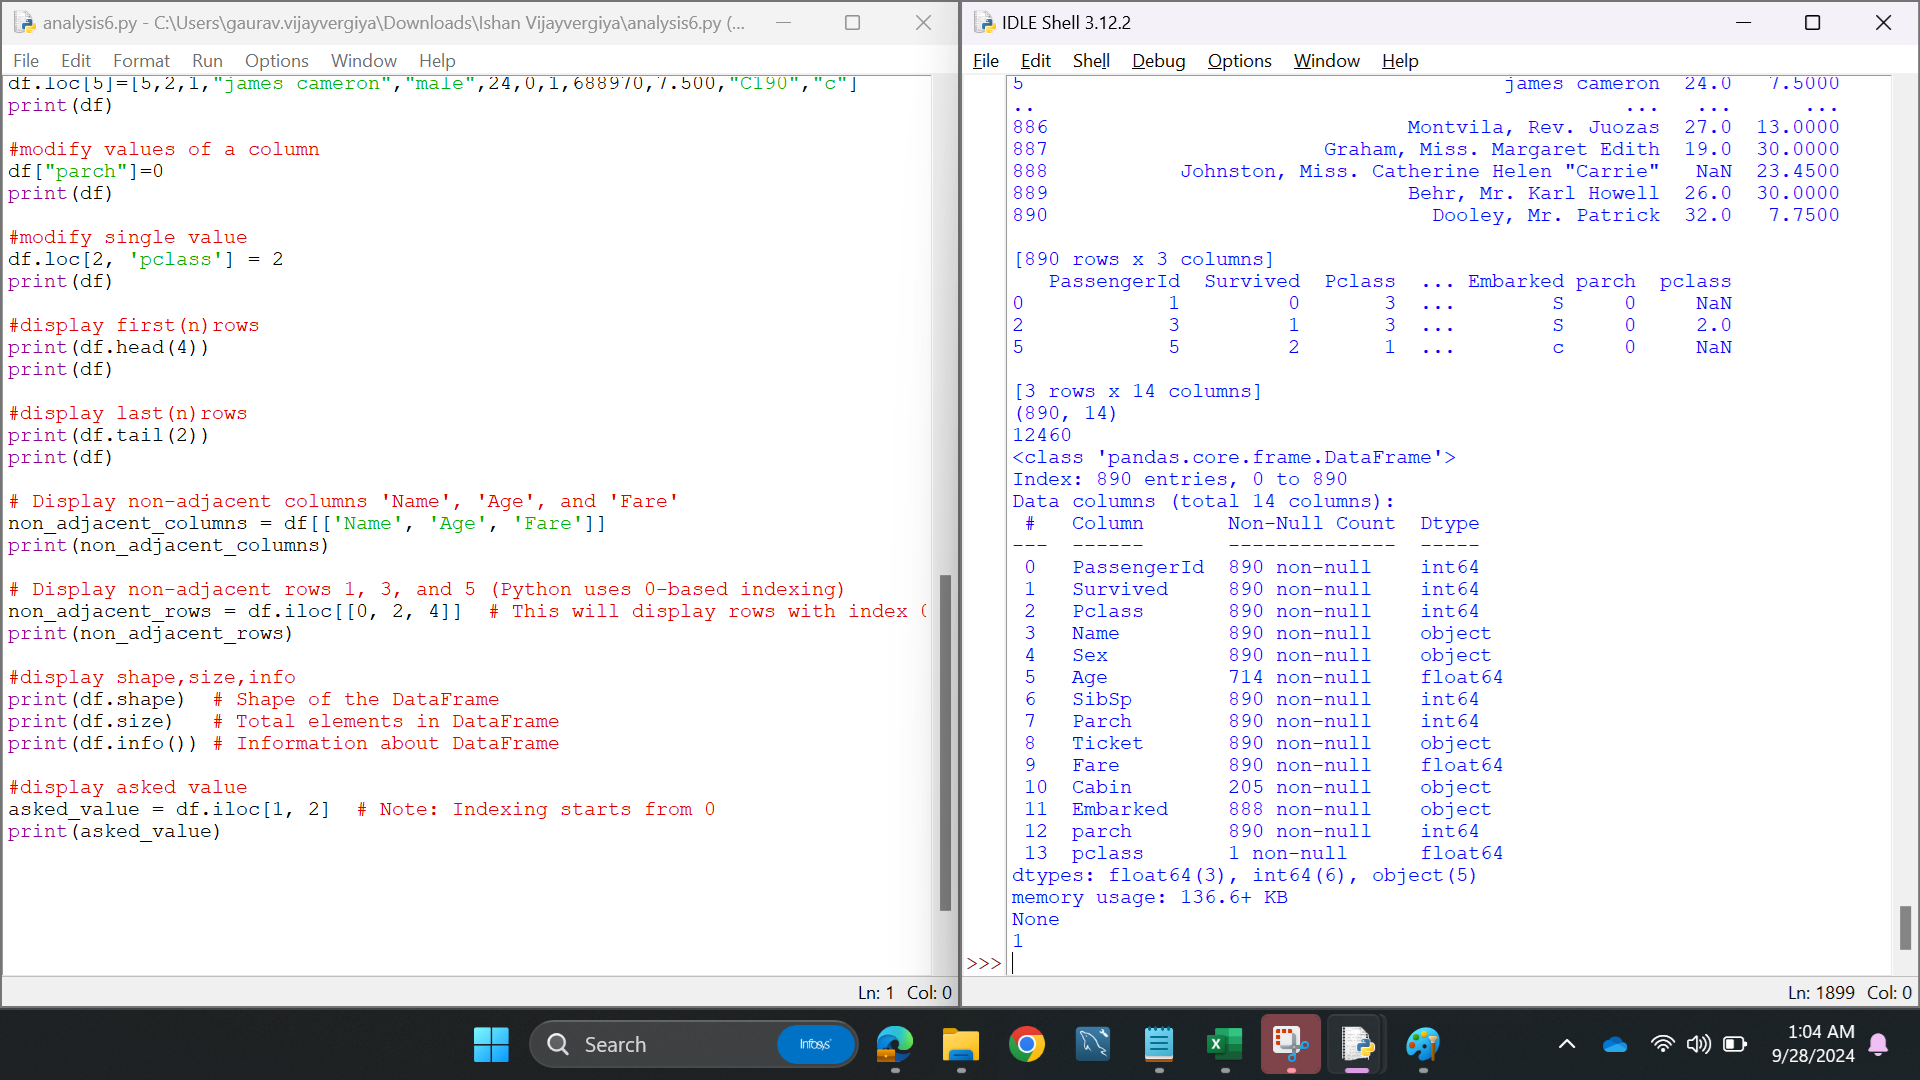 analysis6.py - C:\Users\gaurav.vijayvergiya\Downloads\Ishan Vijayvergiya\analysis6.py (...
File Edit Format Run Options Window Help
df.loc[5]=[5,2,1,"james cameron","male",24,0,1,688970,7.500,"C190","c"]
print(df)
#modify values of a column
df["parch"]=0
print(df)
#modify single value
df.loc[2, 'pclass'] = 2
print(df)
#display first(n)rows
print(df.head(4))
print(df)
#display last(n)rows
print(df.tail(2))
print(df)
# Display non-adjacent columns 'Name', 'Age', and 'Fare'
non_adjacent_columns = df[['Name', 'Age', 'Fare']]
print(non_adjacent_columns)
# Display non-adjacent rows 1, 3, and 5 (Python uses 0-based indexing)
non_adjacent_rows = df.iloc[[0, 2, 4]]  # This will display rows with index
print(non_adjacent_rows)
#display shape,size,info
print(df.shape)  # Shape of the DataFrame
print(df.size)   # Total elements in DataFrame
print(df.info()) # Information about DataFrame
#display asked value
asked_value = df.iloc[1, 2]  # Note: Indexing starts from 0
print(asked_value)
Ln: 1 Col: 0
IDLE Shell 3.12.2
File Edit Shell Debug Options Window Help
5 james cameron 24.0 7.5000
.. ... ... ...
886 Montvila, Rev. Juozas 27.0 13.0000
887 Graham, Miss. Margaret Edith 19.0 30.0000
888 Johnston, Miss. Catherine Helen "Carrie" NaN 23.4500
889 Behr, Mr. Karl Howell 26.0 30.0000
890 Dooley, Mr. Patrick 32.0 7.7500
[890 rows x 3 columns]
PassengerId Survived Pclass ... Embarked parch pclass
0 1 0 3 ... S 0 NaN
2 3 1 3 ... S 0 2.0
5 5 2 1 ... c 0 NaN
[3 rows x 14 columns]
(890, 14)
12460
<class 'pandas.core.frame.DataFrame'>
Index: 890 entries, 0 to 890
Data columns (total 14 columns):
# Column Non-Null Count Dtype
--- ------ -------------- -----
0 PassengerId 890 non-null int64
1 Survived 890 non-null int64
2 Pclass 890 non-null int64
3 Name 890 non-null object
4 Sex 890 non-null object
5 Age 714 non-null float64
6 SibSp 890 non-null int64
7 Parch 890 non-null int64
8 Ticket 890 non-null object
9 Fare 890 non-null float64
10 Cabin 205 non-null object
11 Embarked 888 non-null object
12 parch 890 non-null int64
13 pclass 1 non-null float64
dtypes: float64(3), int64(6), object(5)
memory usage: 136.6+ KB
None
1
>>>
Ln: 1899 Col: 0
Search
Infosys
1:04 AM
9/28/2024